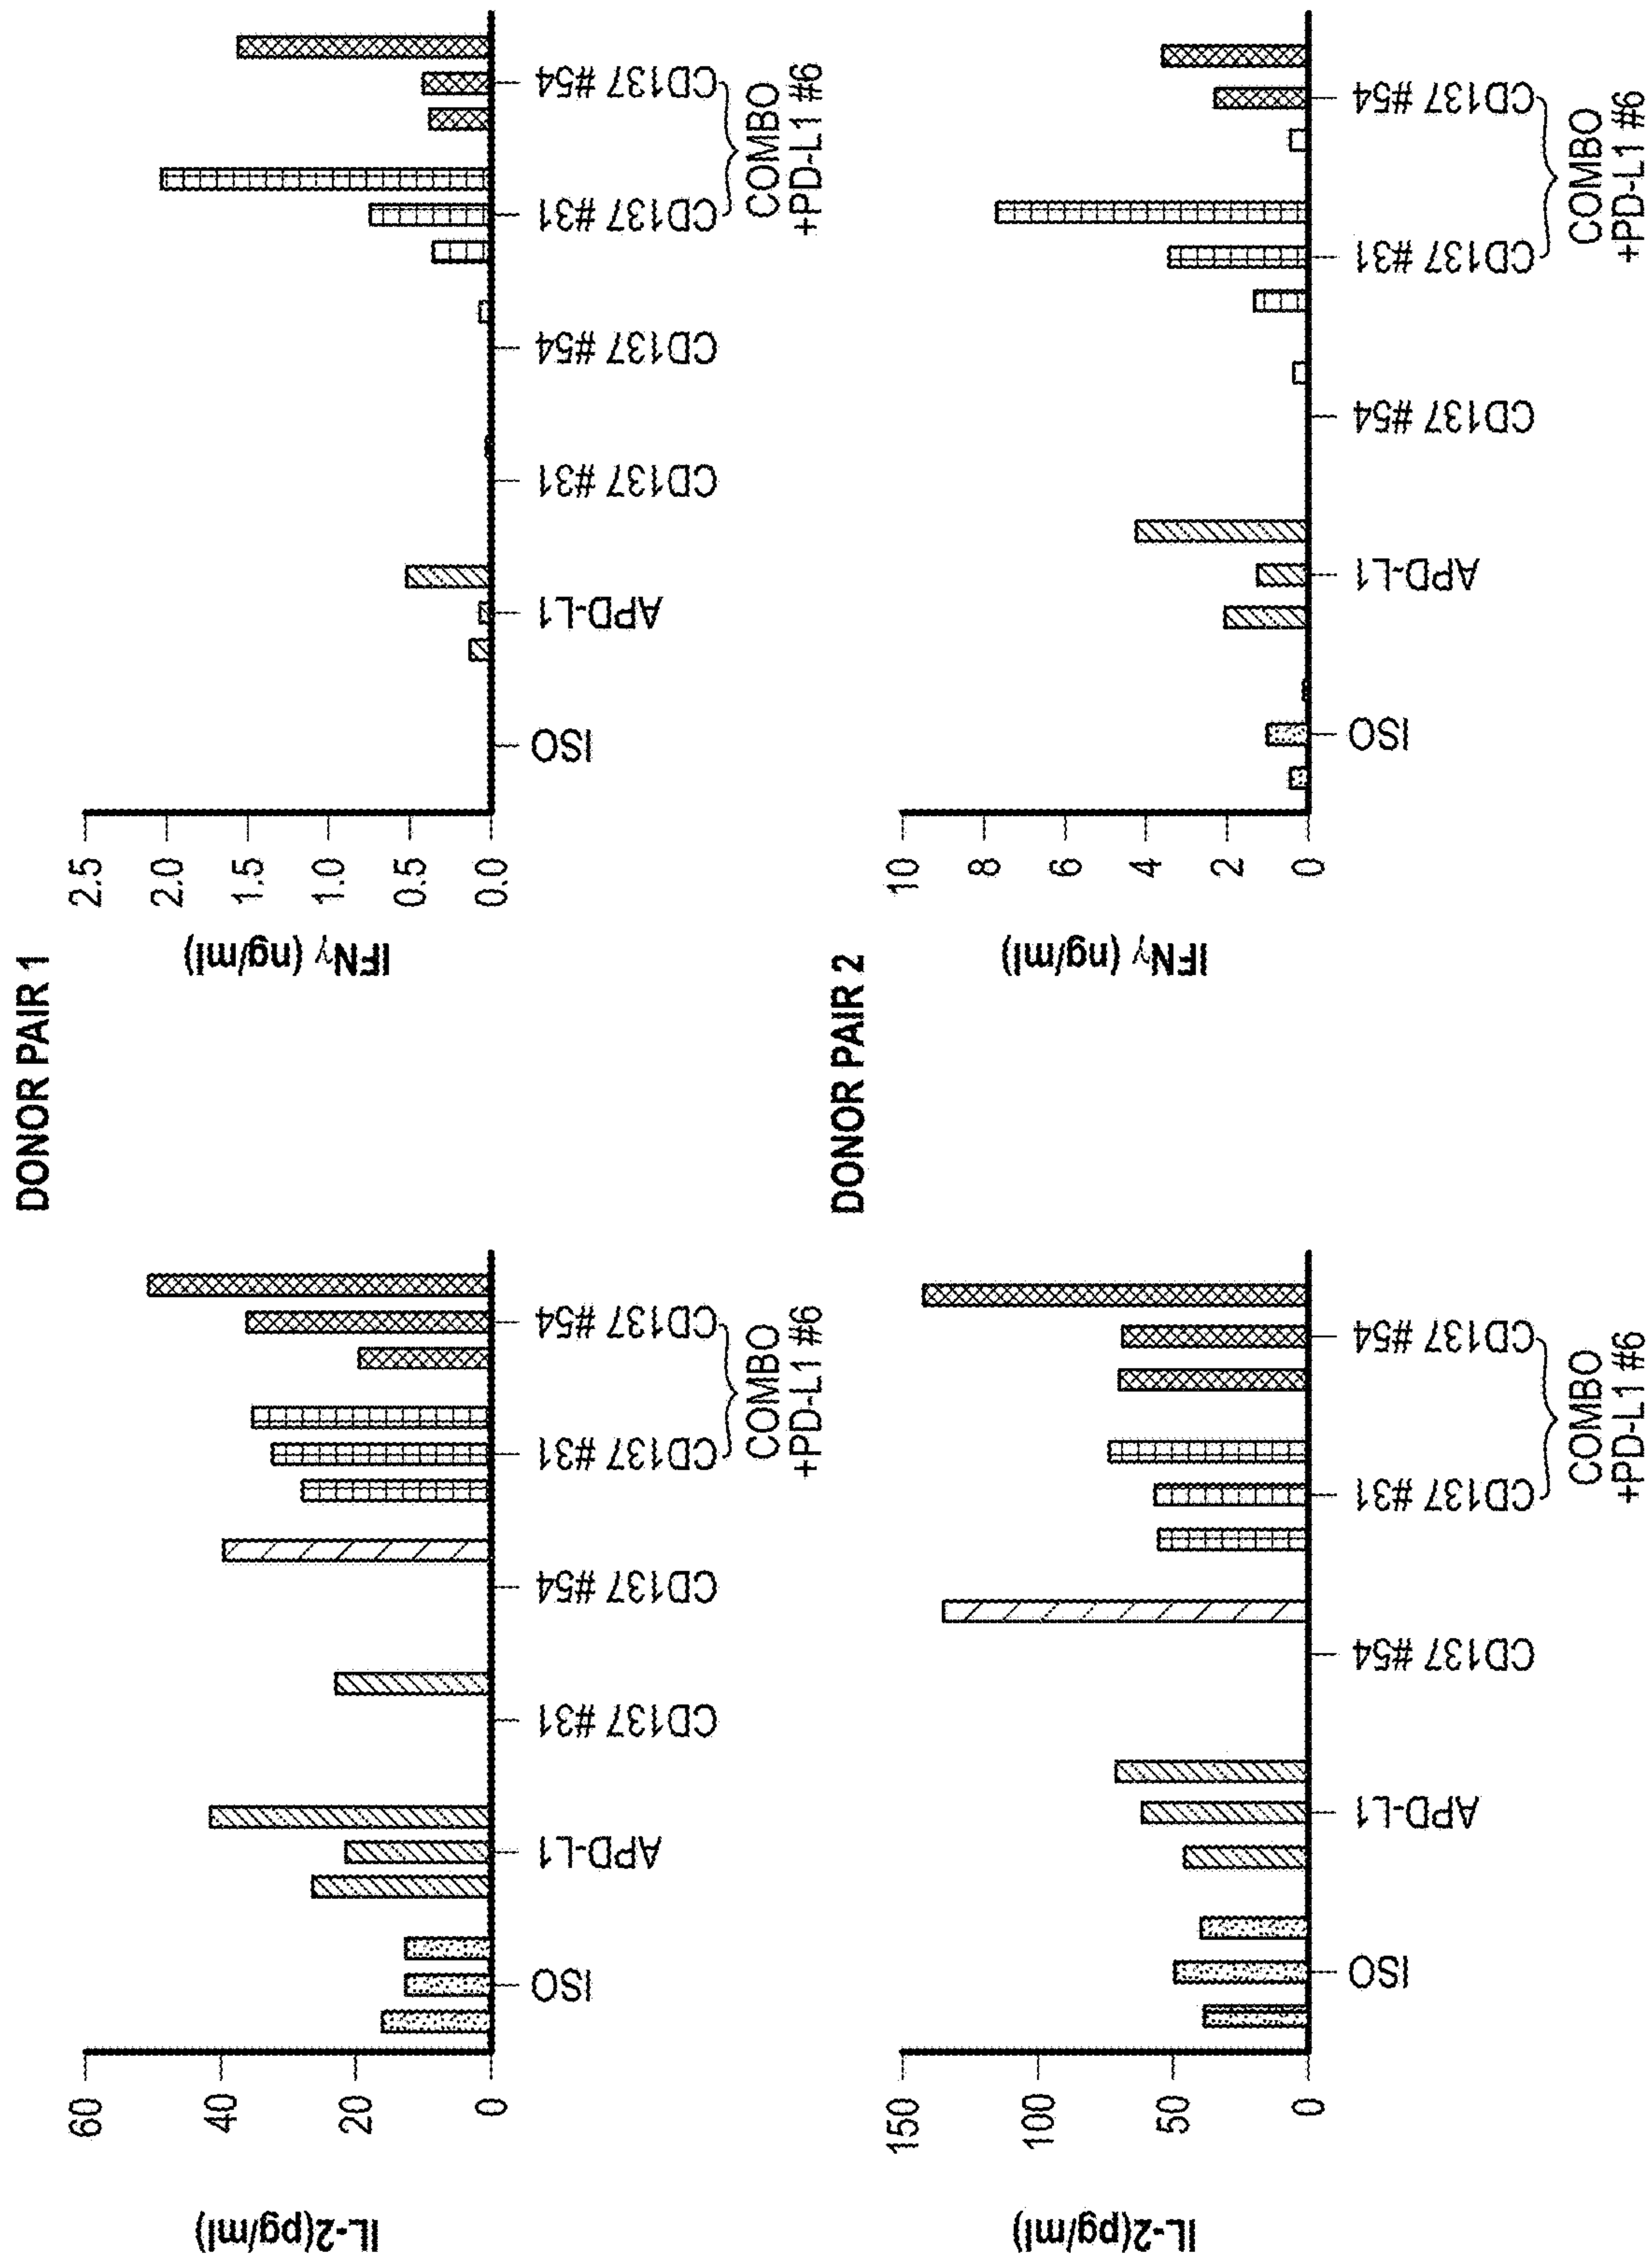 DONOR PAIR 1
IL-2(pg/ml)
60
40
20
0
ISO
APD-L1
CD137 #31
CD137 #54
CD137 #31
CD137 #54
COMBO
+PD-L1 #6
IFNγ (ng/ml)
2.5
2.0
1.5
1.0
0.5
0.0
ISO
APD-L1
CD137 #31
CD137 #54
CD137 #31
CD137 #54
COMBO
+PD-L1 #6
DONOR PAIR 2
IL-2(pg/ml)
150
100
50
0
ISO
APD-L1
CD137 #54
CD137 #31
CD137 #54
COMBO
+PD-L1 #6
IFNγ (ng/ml)
10
8
6
4
2
0
ISO
APD-L1
CD137 #54
CD137 #31
CD137 #54
COMBO
+PD-L1 #6